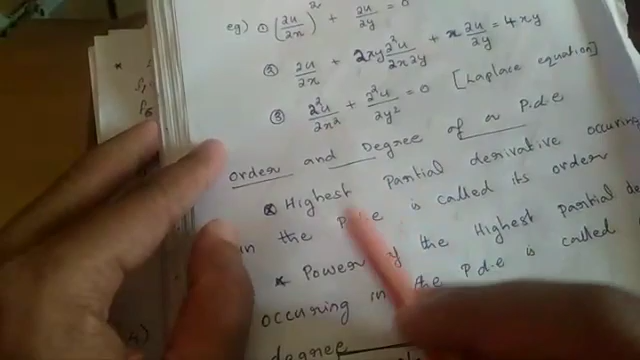 eg) ① (∂u/∂x)² + ∂u/∂y = 0
② ∂u/∂x + 2xy ∂²u/∂x∂y + x ∂u/∂y = 4xy
③ ∂²u/∂x² + ∂²u/∂y² = 0 [Laplace equation]
Order and Degree of a P.d.e
* Highest Partial derivative occuring
in the P.d.e is called its order
* Power of the Highest Partial de
occuring in the P.d.e is called
degree
4)